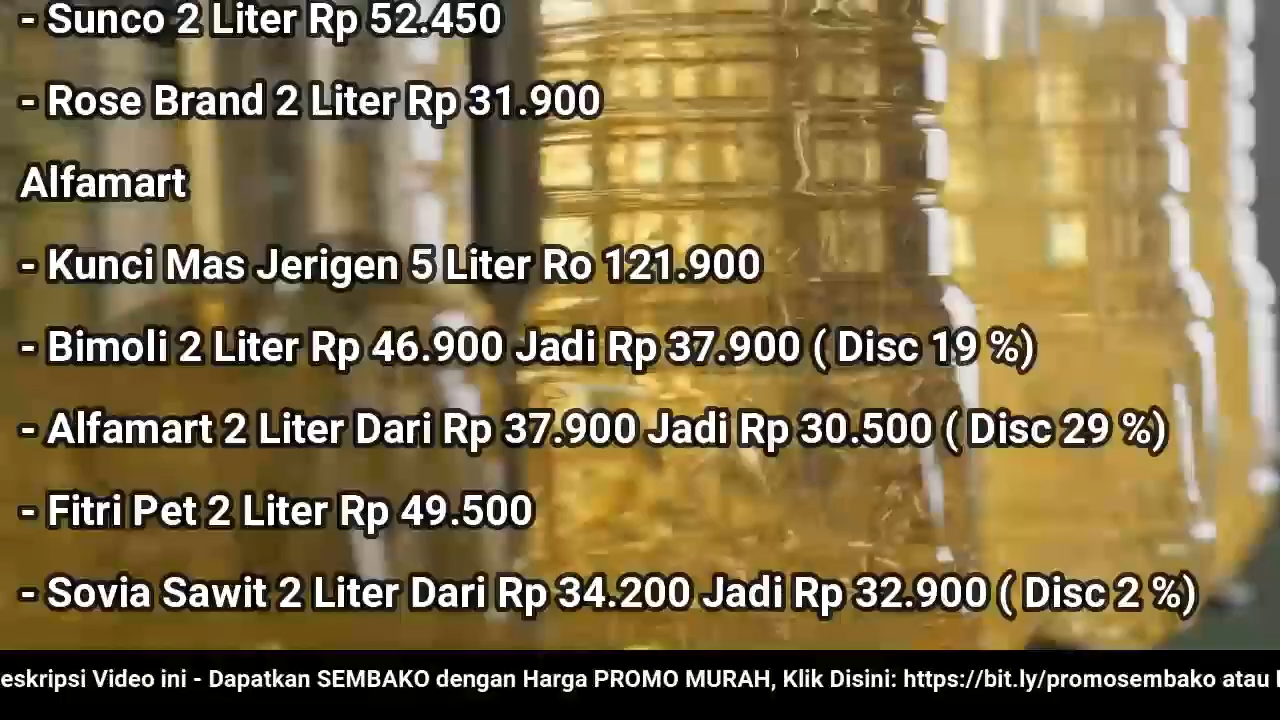 - Sunco 2 Liter Rp 52.450
- Rose Brand 2 Liter Rp 31.900
Alfamart
- Kunci Mas Jerigen 5 Liter Ro 121.900
- Bimoli 2 Liter Rp 46.900 Jadi Rp 37.900 ( Disc 19 %)
- Alfamart 2 Liter Dari Rp 37.900 Jadi Rp 30.500 ( Disc 29 %)
- Fitri Pet 2 Liter Rp 49.500
- Sovia Sawit 2 Liter Dari Rp 34.200 Jadi Rp 32.900 ( Disc 2 %)
eskripsi Video ini - Dapatkan SEMBAKO dengan Harga PROMO MURAH, Klik Disini: https://bit.ly/promosembako atau